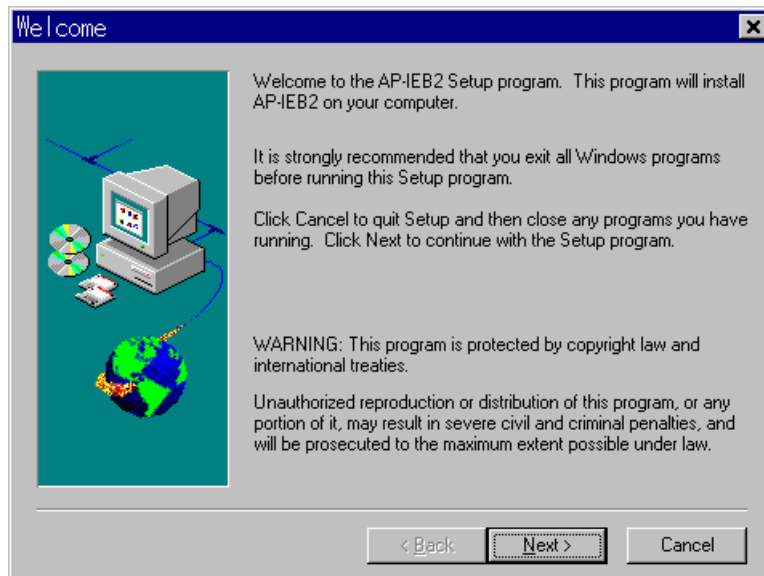 Welcome
Welcome to the AP-IEB2 Setup program. This program will install
AP-IEB2 on your computer.
It is strongly recommended that you exit all Windows programs
before running this Setup program.
Click Cancel to quit Setup and then close any programs you have
running. Click Next to continue with the Setup program.
WARNING: This program is protected by copyright law and
international treaties.
Unauthorized reproduction or distribution of this program, or any
portion of it, may result in severe civil and criminal penalties, and
will be prosecuted to the maximum extent possible under law.
< Back
Next >
Cancel